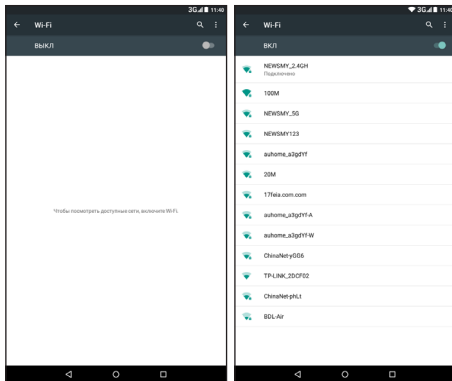 3G 11:40
Wi-Fi
ВЫКЛ
Чтобы посмотреть доступные сети, включите Wi-Fi.
3G 11:40
Wi-Fi
ВКЛ
NEWSMY_2.4GH
Подключено
100M
NEWSMY_5G
NEWSMY123
auhome_a3gdYf
20M
17feia.com.com
auhome_a3gdYf-A
auhome_a3gdYf-W
ChinaNet-yGG6
TP-LINK_2DCF02
ChinaNet-phLt
BDL-Air